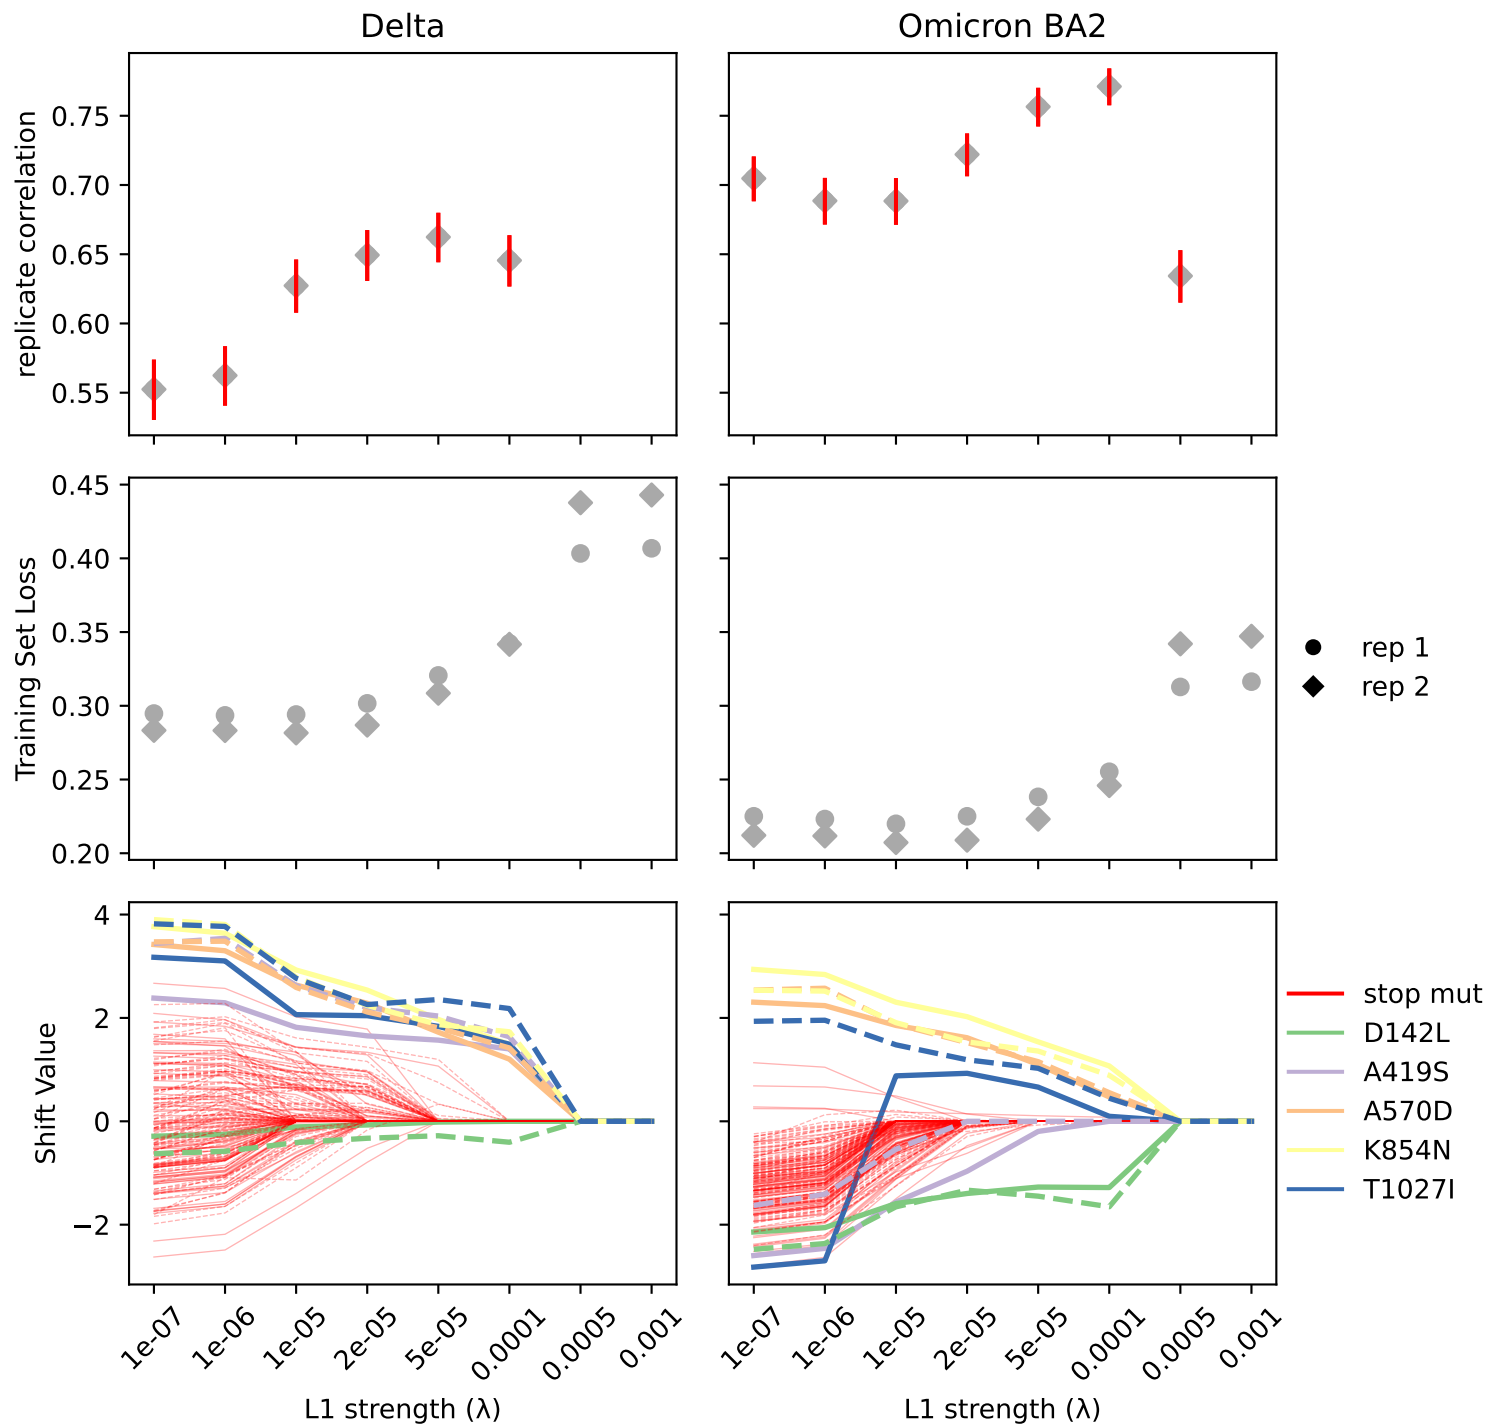 Delta
Omicron BA2
replicate correlation
0.75
0.70
0.65
0.60
0.55
Training Set Loss
0.45
0.40
0.35
0.30
0.25
0.20
rep 1
rep 2
Shift Value
4
2
0
−2
stop mut
D142L
A419S
A570D
K854N
T1027I
1e-07
1e-06
1e-05
2e-05
5e-05
0.0001
0.0005
0.001
1e-07
1e-06
1e-05
2e-05
5e-05
0.0001
0.0005
0.001
L1 strength (λ)
L1 strength (λ)